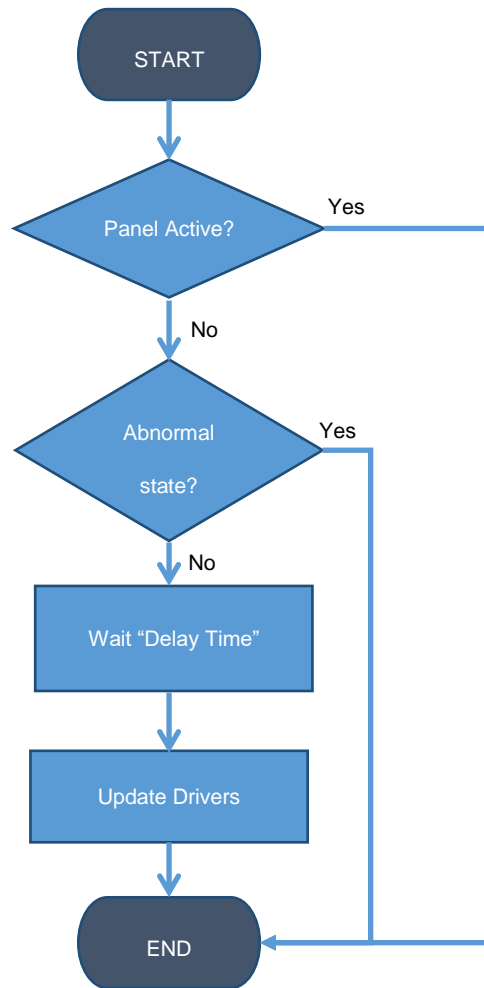 START
Panel Active?
Yes
No
Abnormal
state?
Yes
No
Wait “Delay Time”
Update Drivers
END